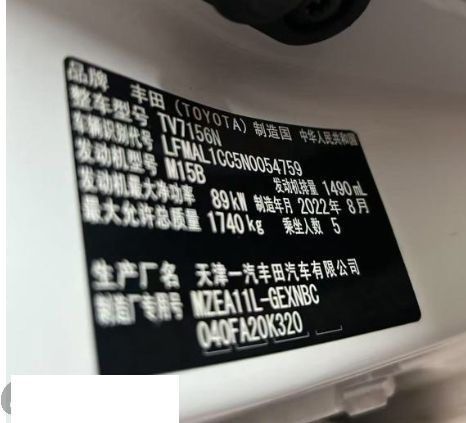 品牌 丰田(TOYOTA) 制造国 中华人民共和国
整车型号 TV7156N
车辆识别代号 LFMAL1CC5N0054759
发动机型号 M15B 发动机排量 1490mL
发动机最大净功率 89kW 制造年月 2022年8月
最大允许总质量 1740kg 乘坐人数 5
生产厂名 天津一汽丰田汽车有限公司
制造厂专用号 MZEA11L-GEXNBC
040FA20K320